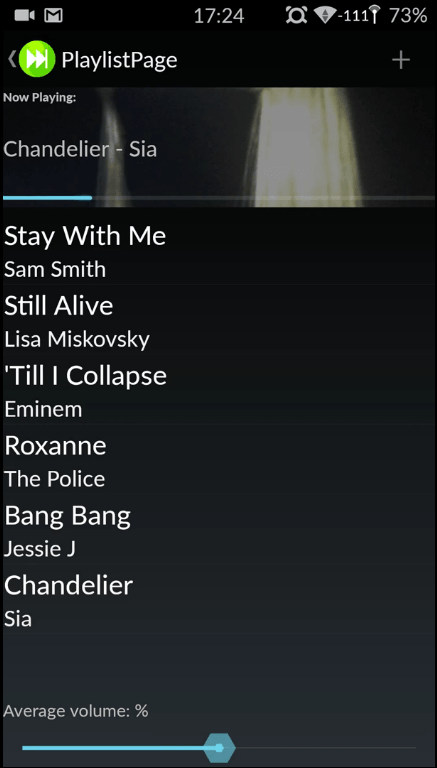 17:24
-111
73%
PlaylistPage
Now Playing:
Chandelier - Sia
Stay With Me
Sam Smith
Still Alive
Lisa Miskovsky
'Till I Collapse
Eminem
Roxanne
The Police
Bang Bang
Jessie J
Chandelier
Sia
Average volume: %